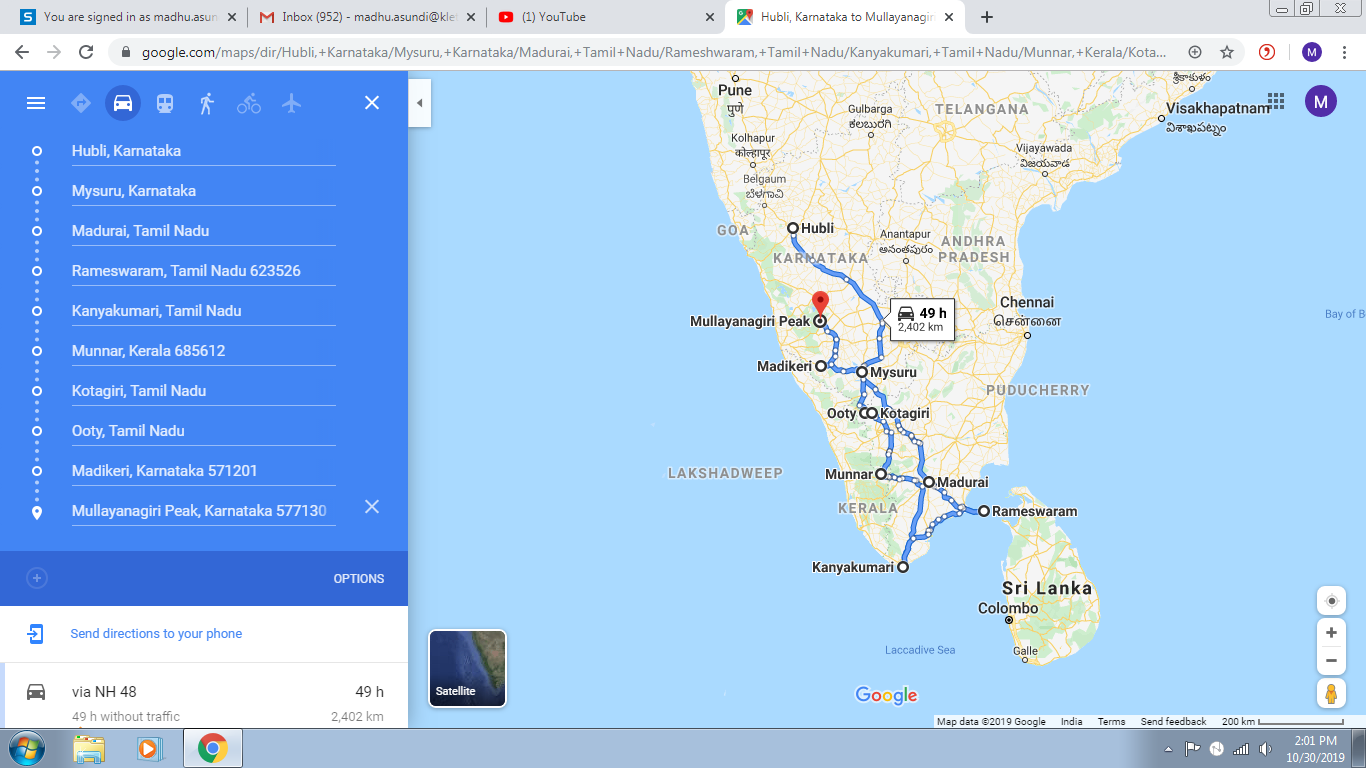 You are signed in as madhu.asun
Inbox (952) - madhu.asundi@kle
(1) YouTube
Hubli, Karnataka to Mullayanagir
google.com/maps/dir/Hubli,+Karnataka/Mysuru,+Karnataka/Madurai,+Tamil+Nadu/Rameshwaram,+Tamil+Nadu/Kanyakumari,+Tamil+Nadu/Munnar,+Kerala/Kota...
M
Hubli, Karnataka
Mysuru, Karnataka
Madurai, Tamil Nadu
Rameswaram, Tamil Nadu 623526
Kanyakumari, Tamil Nadu
Munnar, Kerala 685612
Kotagiri, Tamil Nadu
Ooty, Tamil Nadu
Madikeri, Karnataka 571201
Mullayanagiri Peak, Karnataka 577130
OPTIONS
Send directions to your phone
via NH 48
49 h
49 h without traffic
2,402 km
Pune
पुणे
Gulbarga
ಕಲಬುರಗಿ
TELANGANA
శ్రీకాకుళం
Visakhapatnam
విశాఖపట్నం
M
Kolhapur
कोल्हापूर
Vijayawada
విజయవాడ
Belgaum
ಬೆಳಗಾವಿ
GOA
Hubli
KARNATAKA
Anantapur
అనంతపురం
ANDHRA
PRADESH
49 h
2,402 km
Chennai
சென்னை
Bay of B
Mullayanagiri Peak
Madikeri
Mysuru
PUDUCHERRY
Ooty
Kotagiri
LAKSHADWEEP
Munnar
Madurai
KERALA
Rameswaram
Kanyakumari
Sri Lanka
Colombo
Galle
Laccadive Sea
Satellite
Google
Map data ©2019 Google
India
Terms
Send feedback
200 km
2:01 PM
10/30/2019